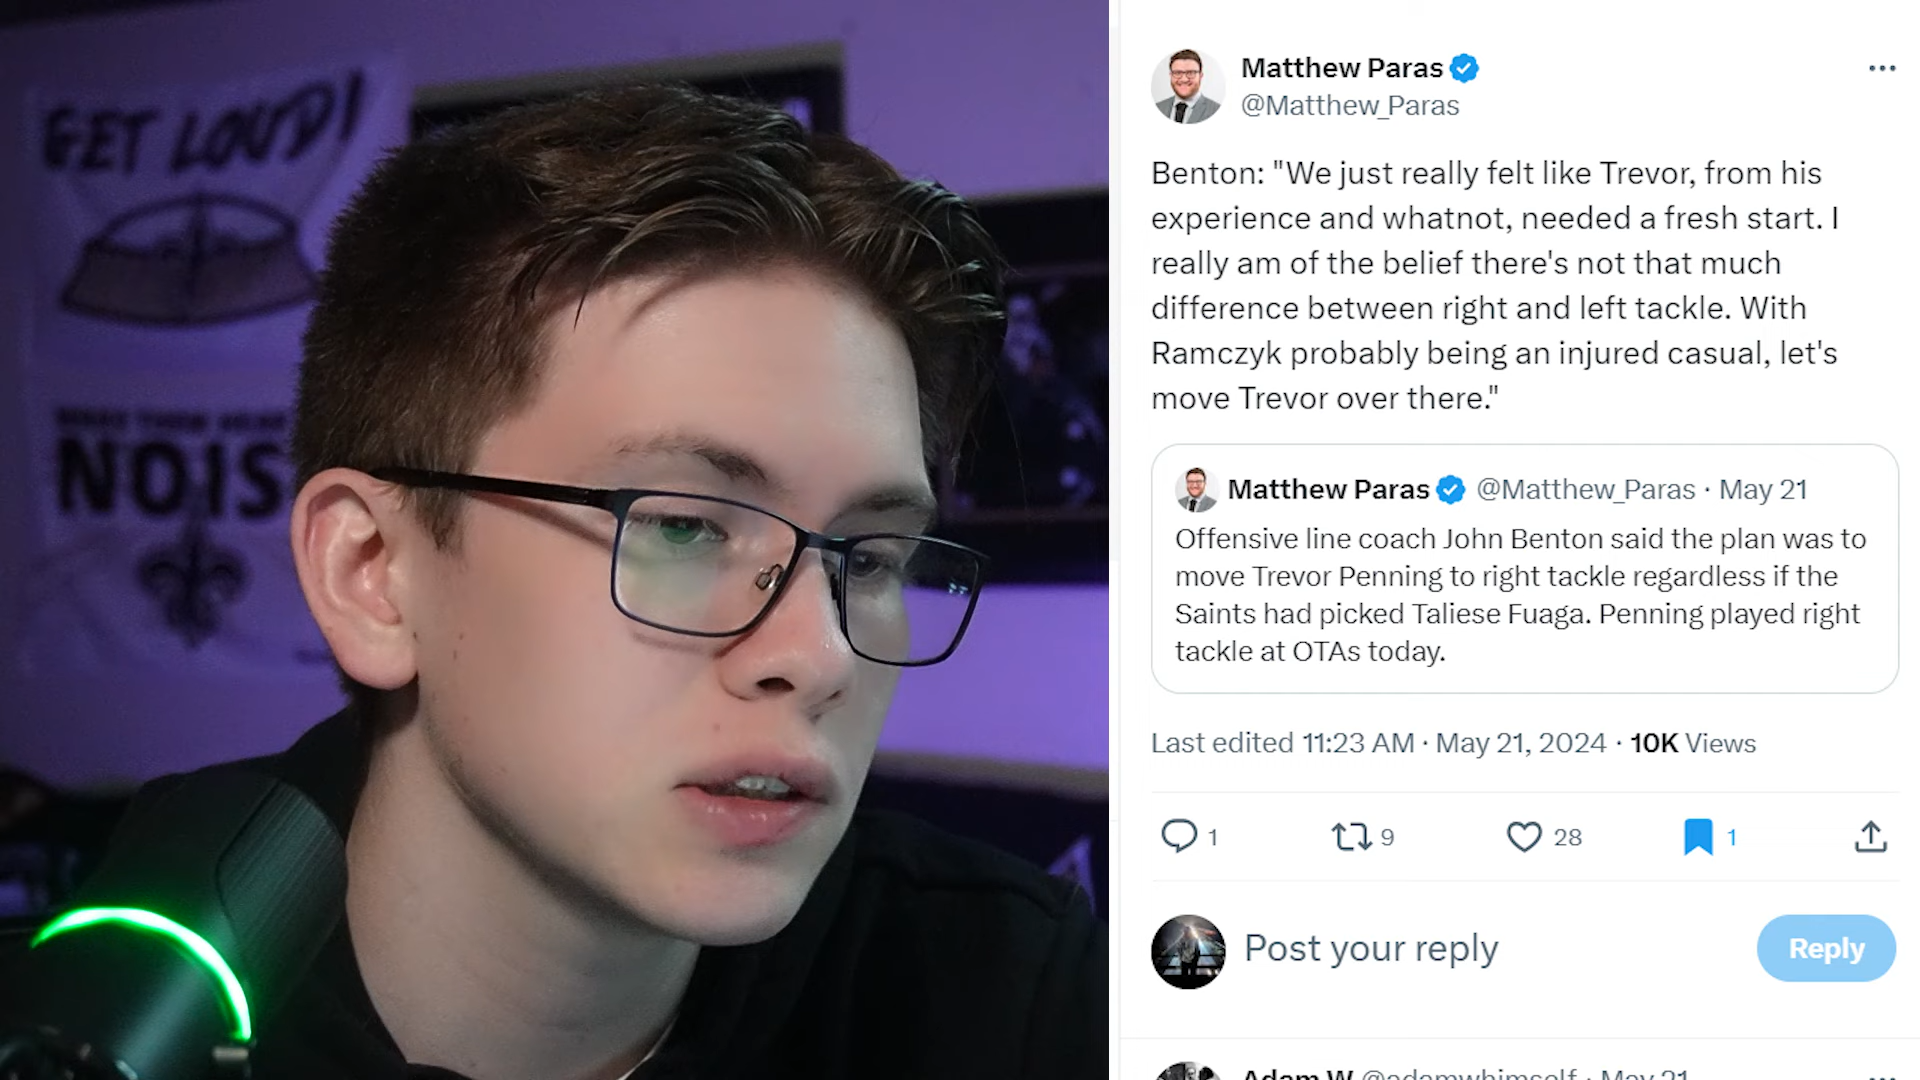 GET LOUD!
NOIS
Matthew Paras
@Matthew_Paras
Benton: "We just really felt like Trevor, from his
experience and whatnot, needed a fresh start. I
really am of the belief there's not that much
difference between right and left tackle. With
Ramczyk probably being an injured casual, let's
move Trevor over there."
Matthew Paras @Matthew_Paras · May 21
Offensive line coach John Benton said the plan was to
move Trevor Penning to right tackle regardless if the
Saints had picked Taliese Fuaga. Penning played right
tackle at OTAs today.
Last edited 11:23 AM · May 21, 2024 · 10K Views
1 9 28 1
Post your reply
Reply
Adam W @adamwhimself · May 21